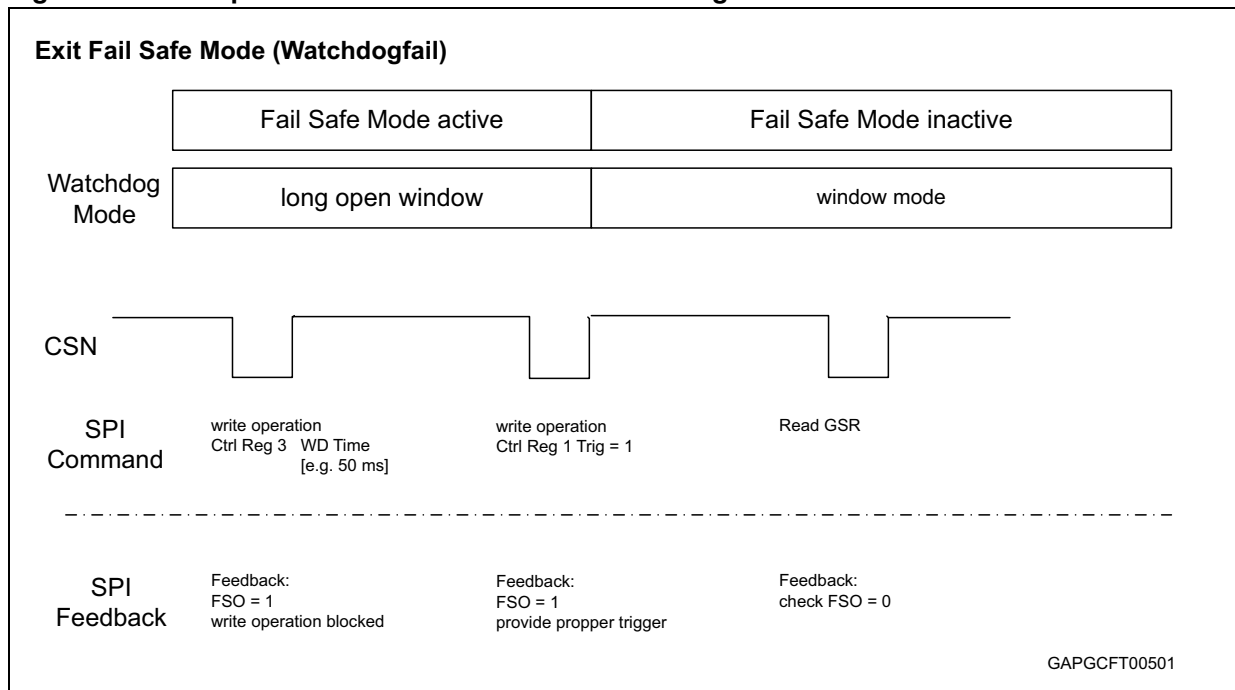 Exit Fail Safe Mode (Watchdogfail)
Fail Safe Mode active
Fail Safe Mode inactive
Watchdog
Mode
long open window
window mode
CSN
SPI
Command
write operation
Ctrl Reg 3 WD Time
[e.g. 50 ms]
write operation
Ctrl Reg 1 Trig = 1
Read GSR
SPI
Feedback
Feedback:
FSO = 1
write operation blocked
Feedback:
FSO = 1
provide propper trigger
Feedback:
check FSO = 0
GAPGCFT00501